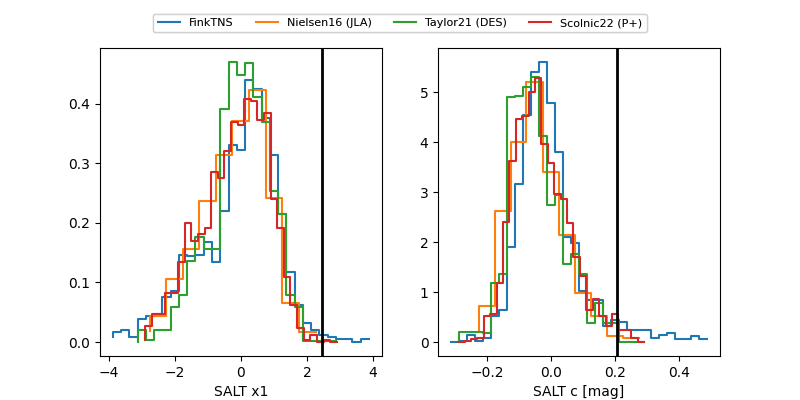 FinkTNS Nielsen16 (JLA) Taylor21 (DES) Scolnic22 (P+)
0.4
0.3
0.2
0.1
0.0
−4 −2 0 2 4
SALT x1
5
4
3
2
1
0
−0.2 0.0 0.2 0.4
SALT c [mag]